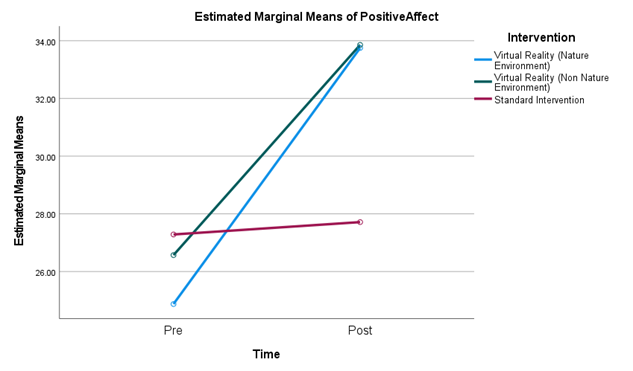 Estimated Marginal Means of PositiveAffect
Intervention
Virtual Reality (Nature
Environment)
Virtual Reality (Non Nature
Environment)
Standard Intervention
Estimated Marginal Means
34.00
32.00
30.00
28.00
26.00
Pre
Post
Time